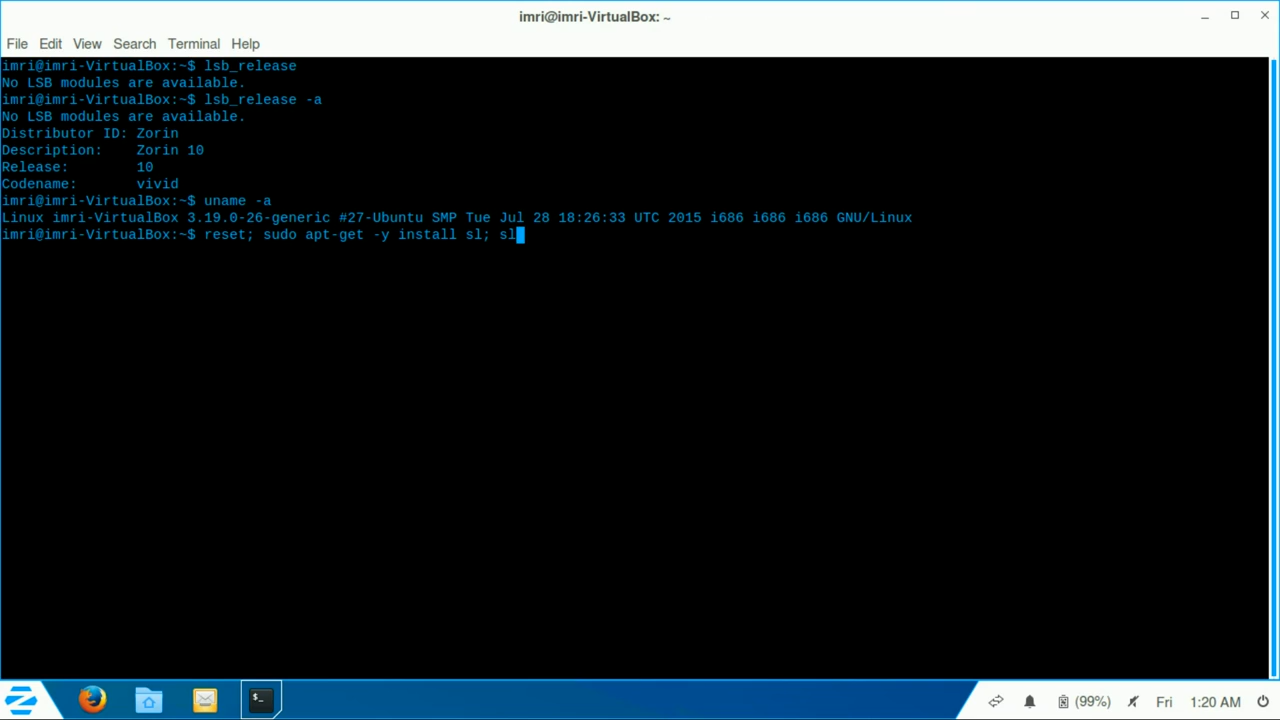 imri@imri-VirtualBox: ~
File Edit View Search Terminal Help
imri@imri-VirtualBox:~$ lsb_release
No LSB modules are available.
imri@imri-VirtualBox:~$ lsb_release -a
No LSB modules are available.
Distributor ID: Zorin
Description:    Zorin 10
Release:        10
Codename:       vivid
imri@imri-VirtualBox:~$ uname -a
Linux imri-VirtualBox 3.19.0-26-generic #27-Ubuntu SMP Tue Jul 28 18:26:33 UTC 2015 i686 i686 i686 GNU/Linux
imri@imri-VirtualBox:~$ reset; sudo apt-get -y install sl; sl
$_
(99%) Fri 1:20 AM